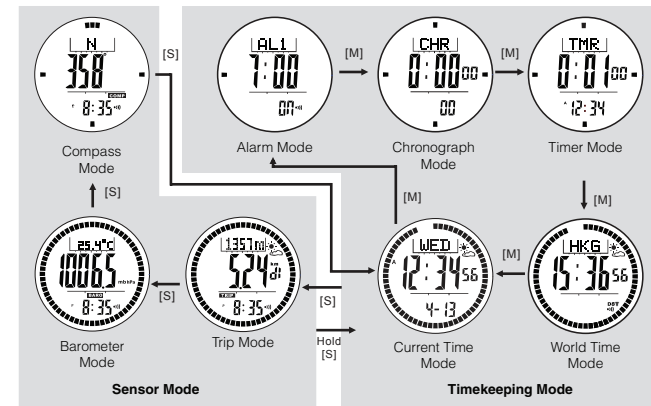 N
358°
COMP
8:35
Compass
Mode
[S]
AL1
7:00
ON
Alarm Mode
[M]
CHR
0:00 00
00
Chronograph
Mode
[M]
TMR
0:01 00
A 12:34
Timer Mode
[M]
[S]
[M]
[M]
25.4°C
1006.5
mbhPa
BARO
8:35
Barometer
Mode
[S]
1357m
5.24 km
TRIP
8:35
Trip Mode
[S]
Hold
[S]
WED
A 12:34 56
4-13
Current Time
Mode
HKG
15:36 56
DST
World Time
Mode
Sensor Mode
Timekeeping Mode